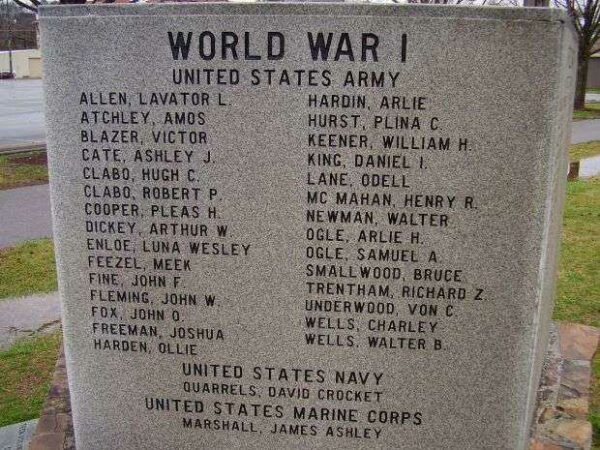 WORLD WAR I
UNITED STATES ARMY
ALLEN, LAVATOR L.
ATCHLEY, AMOS
BLAZER, VICTOR
CATE, ASHLEY J.
CLABO, HUGH C.
CLABO, ROBERT P.
COOPER, PLEAS H.
DICKEY, ARTHUR W.
ENLOE, LUNA WESLEY
FEEZEL, MEEK
FINE, JOHN F.
FLEMING, JOHN W.
FOX, JOHN O.
FREEMAN, JOSHUA
HARDEN, OLLIE
HARDIN, ARLIE
HURST, PLINA C.
KEENER, WILLIAM H.
KING, DANIEL I.
LANE, ODELL
MC MAHAN, HENRY R.
NEWMAN, WALTER
OGLE, ARLIE H.
OGLE, SAMUEL A.
SMALLWOOD, BRUCE
TRENTHAM, RICHARD Z.
UNDERWOOD, VON C.
WELLS, CHARLEY
WELLS, WALTER B.
UNITED STATES NAVY
QUARRELS, DAVID CROCKET
UNITED STATES MARINE CORPS
MARSHALL, JAMES ASHLEY